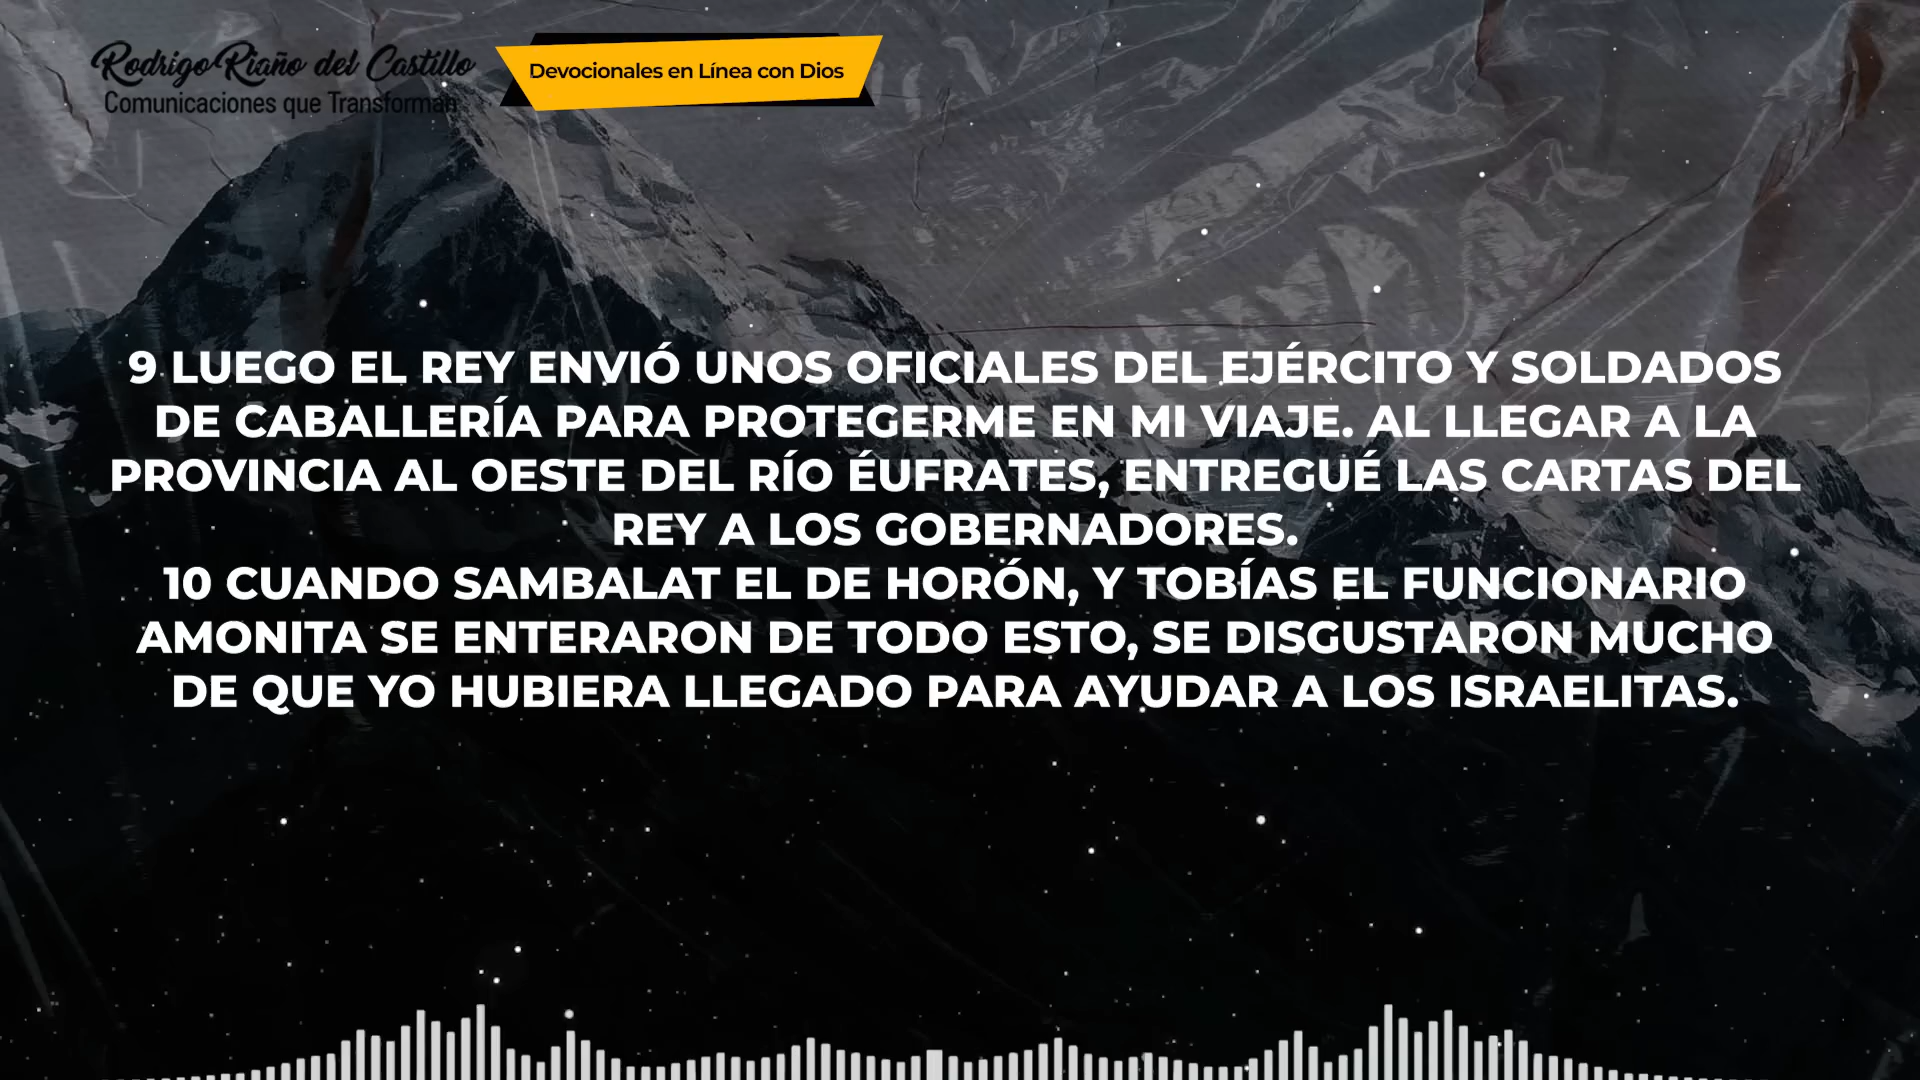 Rodrigo Riaño del Castillo
Comunicaciones que Transforman
Devocionales en Línea con Dios
9 LUEGO EL REY ENVIÓ UNOS OFICIALES DEL EJÉRCITO Y SOLDADOS
DE CABALLERÍA PARA PROTEGERME EN MI VIAJE. AL LLEGAR A LA
PROVINCIA AL OESTE DEL RÍO ÉUFRATES, ENTREGUÉ LAS CARTAS DEL
REY A LOS GOBERNADORES.
10 CUANDO SAMBALAT EL DE HORÓN, Y TOBÍAS EL FUNCIONARIO
AMONITA SE ENTERARON DE TODO ESTO, SE DISGUSTARON MUCHO
DE QUE YO HUBIERA LLEGADO PARA AYUDAR A LOS ISRAELITAS.